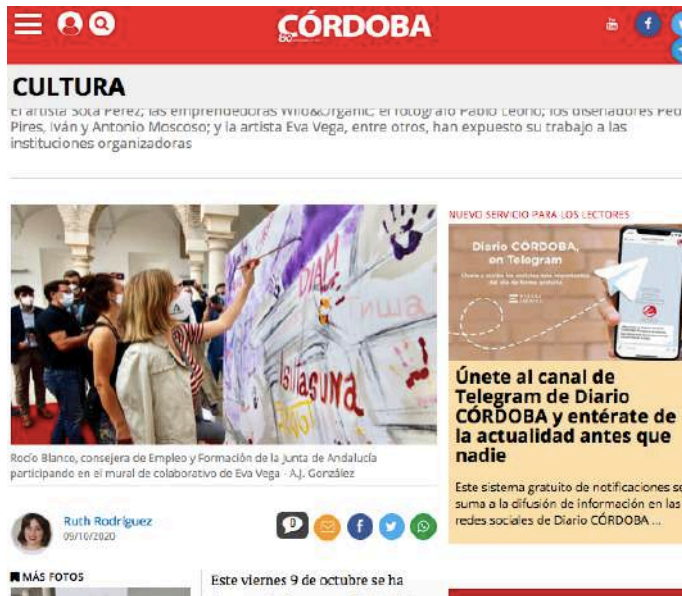 CÓRDOBA
CULTURA
El artista Sota Pérez; las emprendedoras Wild&Organic; el fotógrafo Pablo Leorio; los diseñadores Ped
Pires, Iván y Antonio Moscoso; y la artista Eva Vega, entre otros, han expuesto su trabajo a las
instituciones organizadoras
NUEVO SERVICIO PARA LOS LECTORES
Diario CÓRDOBA,
en Telegram
DIAM
Тиша
Isiltasuna
Únete al canal de
Telegram de Diario
CÓRDOBA y entérate de
la actualidad antes que
nadie
Rocío Blanco, consejera de Empleo y Formación de la Junta de Andalucía
participando en el mural de colaborativo de Eva Vega - A.J. González
Este sistema gratuito de notificaciones se
suma a la difusión de información en las
redes sociales de Diario CÓRDOBA ...
Ruth Rodríguez
09/10/2020
0
MÁS FOTOS
Este viernes 9 de octubre se ha